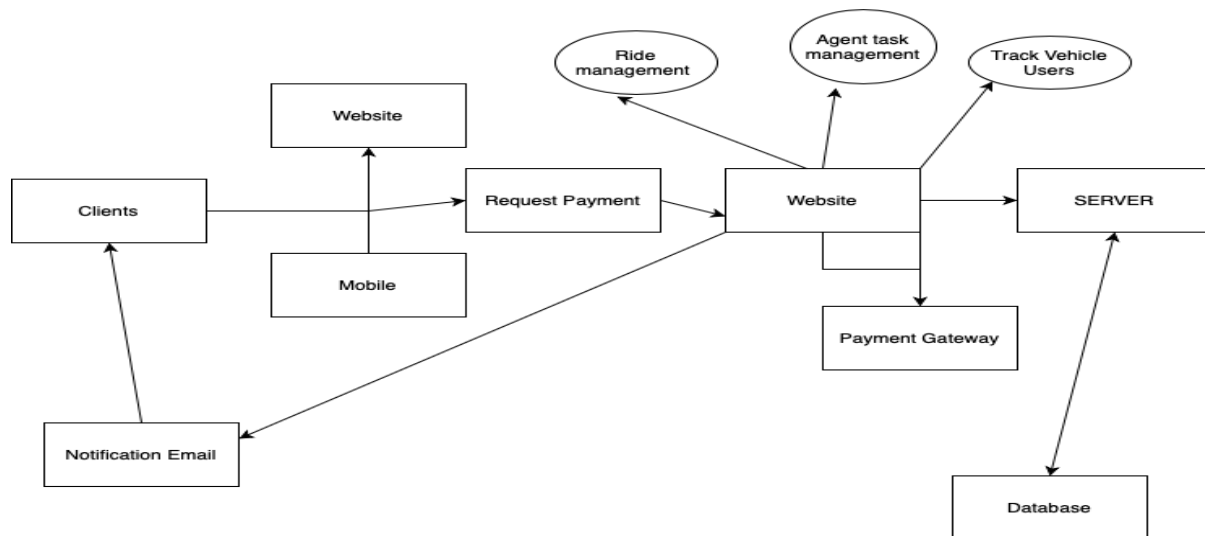 Ride
management
Agent task
management
Track Vehicle
Users
Website
Clients
Request Payment
Website
SERVER
Mobile
Payment Gateway
Notification Email
Database